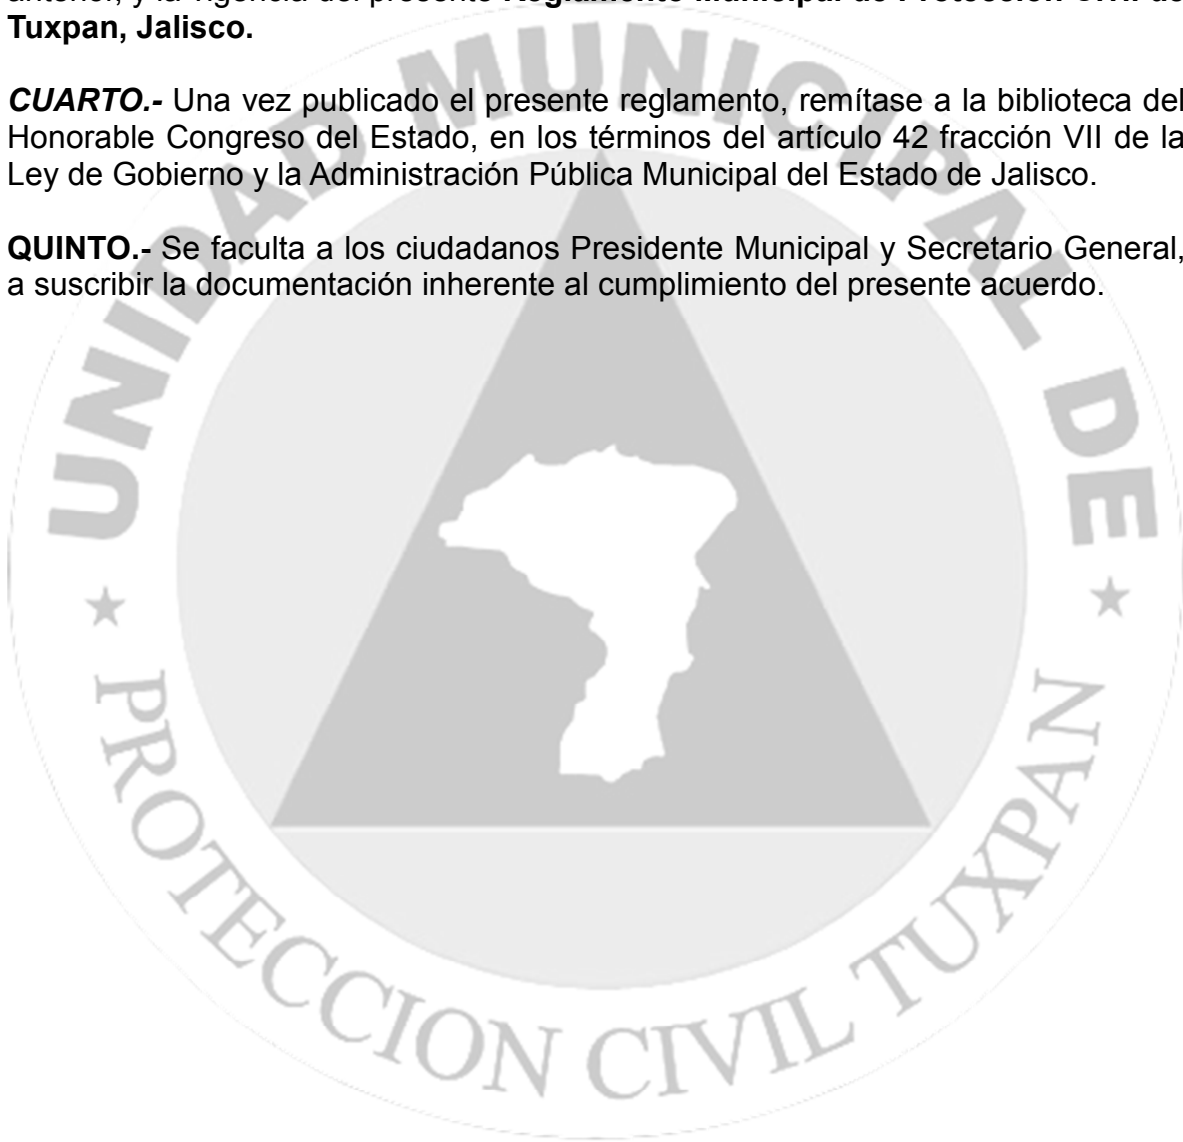 anterior, y la vigencia del presente Reglamento Municipal de Protección Civil de
Tuxpan, Jalisco.
CUARTO.- Una vez publicado el presente reglamento, remítase a la biblioteca del
Honorable Congreso del Estado, en los términos del artículo 42 fracción VII de la
Ley de Gobierno y la Administración Pública Municipal del Estado de Jalisco.
QUINTO.- Se faculta a los ciudadanos Presidente Municipal y Secretario General,
a suscribir la documentación inherente al cumplimiento del presente acuerdo.
UNIDAD MUNICIPAL DE
PROTECCION CIVIL TUXPAN